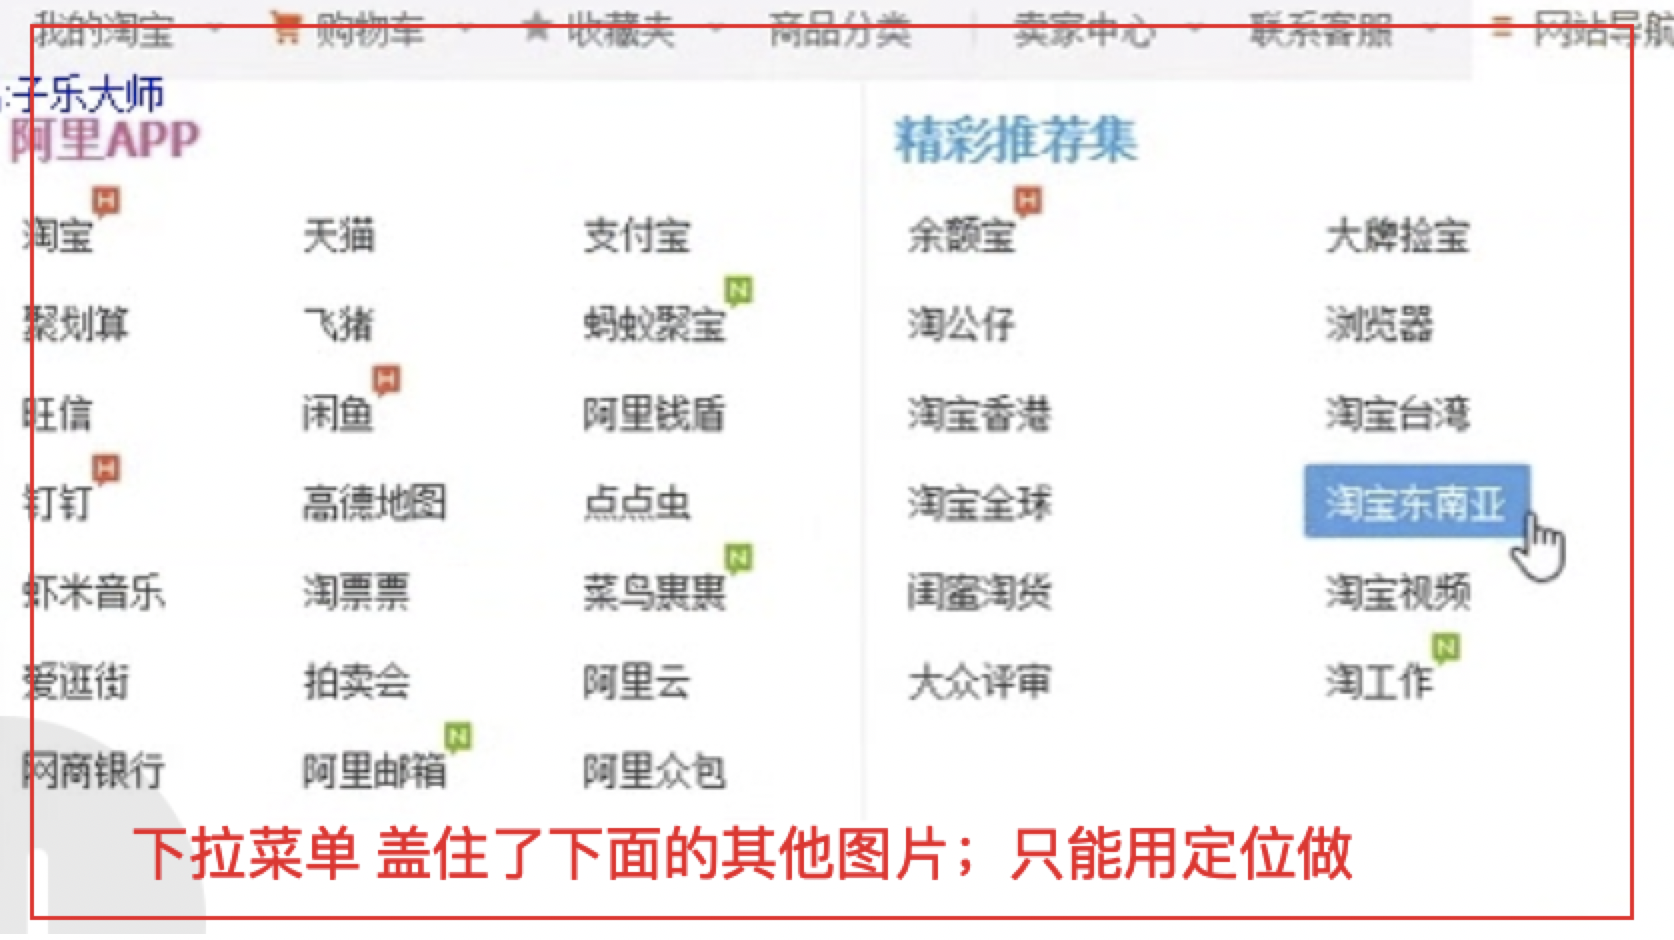 我的淘宝 购物车 收藏夹 商品分类 卖家中心 联系客服 网站导航
:子乐大师
阿里APP 精彩推荐集
淘宝 H 天猫 支付宝 余额宝 H 大牌捡宝
聚划算 飞猪 蚂蚁聚宝 N 淘公仔 浏览器
旺信 闲鱼 H 阿里钱盾 淘宝香港 淘宝台湾
钉钉 H 高德地图 点点虫 淘宝全球 淘宝东南亚
虾米音乐 淘票票 菜鸟裹裹 N 闺蜜淘货 淘宝视频
爱逛街 拍卖会 阿里云 大众评审 淘工作 N
网商银行 阿里邮箱 N 阿里众包
下拉菜单 盖住了下面的其他图片；只能用定位做